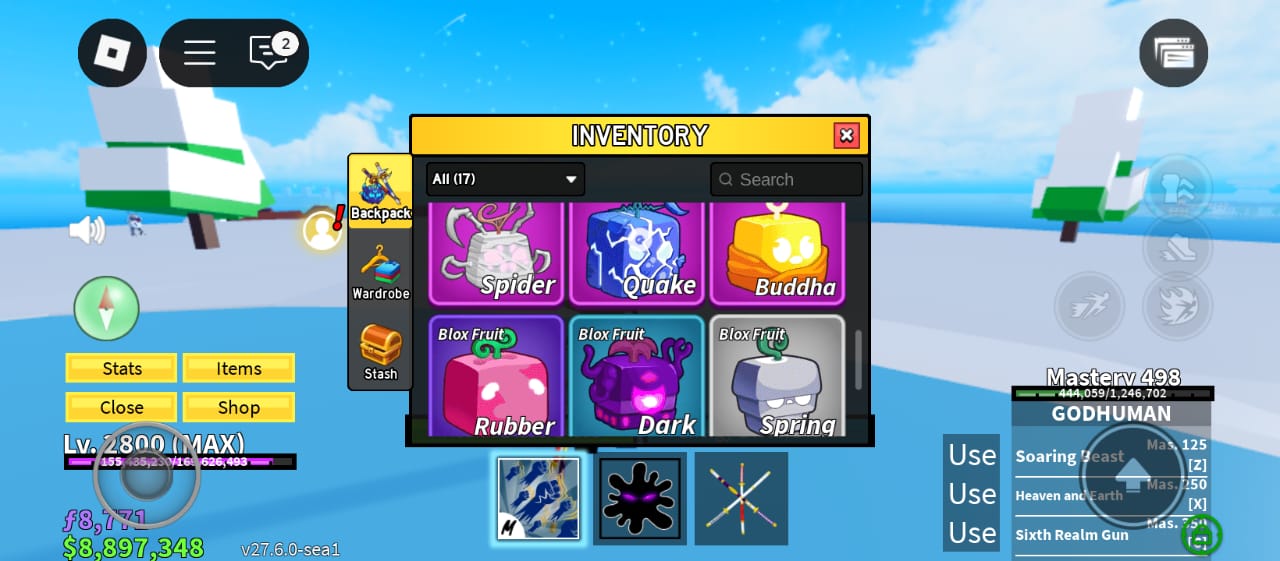 2
INVENTORY
All (17)
Search
Backpack
Wardrobe
Stash
Spider
Quake
Buddha
Blox Fruit
Rubber
Blox Fruit
Dark
Blox Fruit
Spring
Stats
Items
Close
Shop
Lv. 2800 (MAX)
ƒ8,771
$8,897,348
v27.6.0-sea1
M
Mastery 498
444,059/1,246,702
GODHUMAN
Use
Soaring Beast
Mas. 125
[Z]
Use
Heaven and Earth
Mas. 250
[X]
Use
Sixth Realm Gun
Mas. 350
[C]